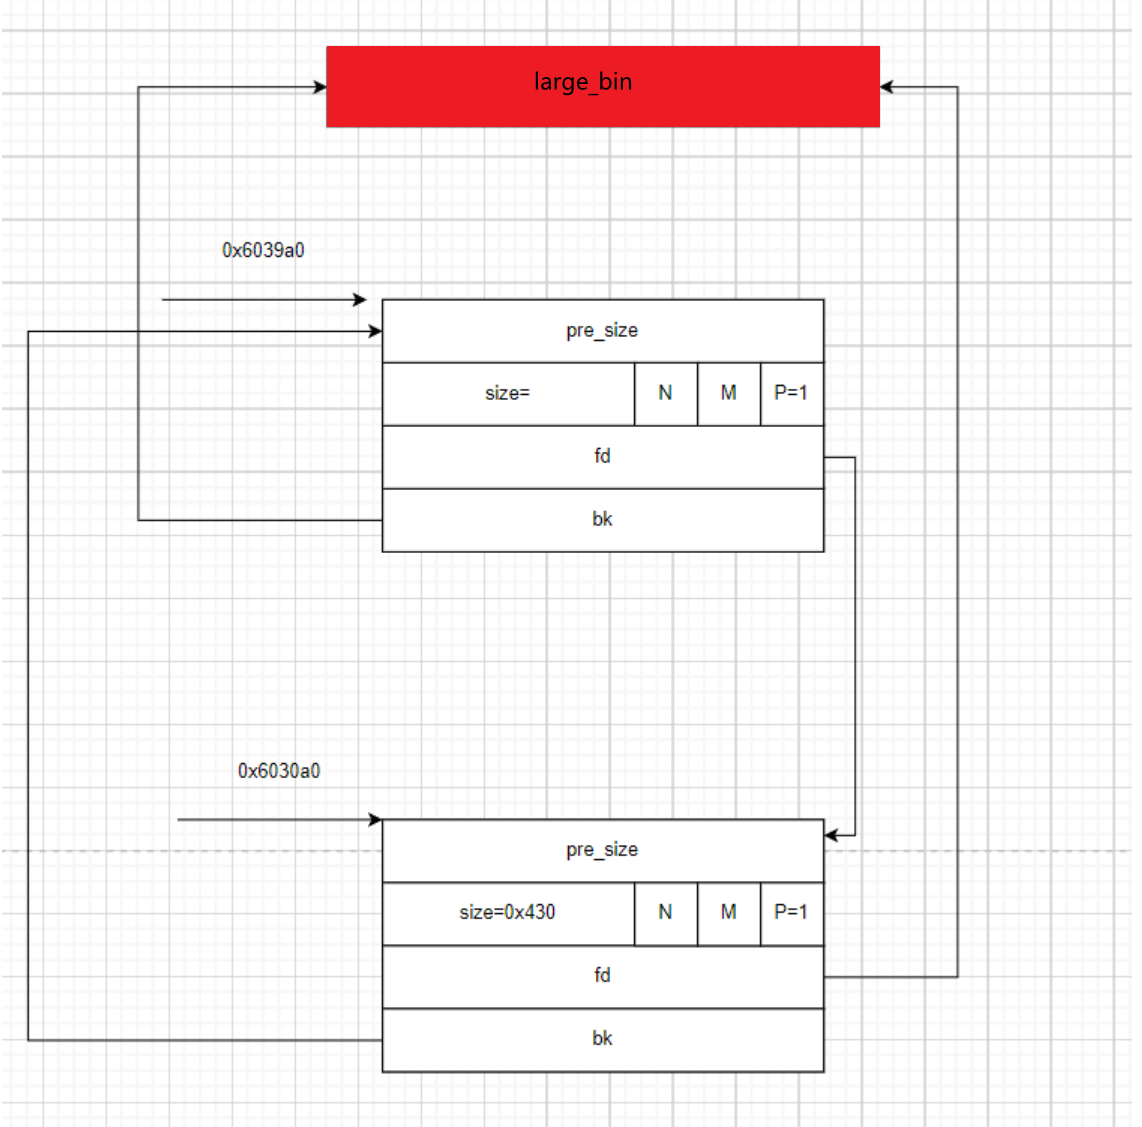 large_bin
0x6039a0
pre_size
size=
N
M
P=1
fd
bk
0x6030a0
pre_size
size=0x430
N
M
P=1
fd
bk